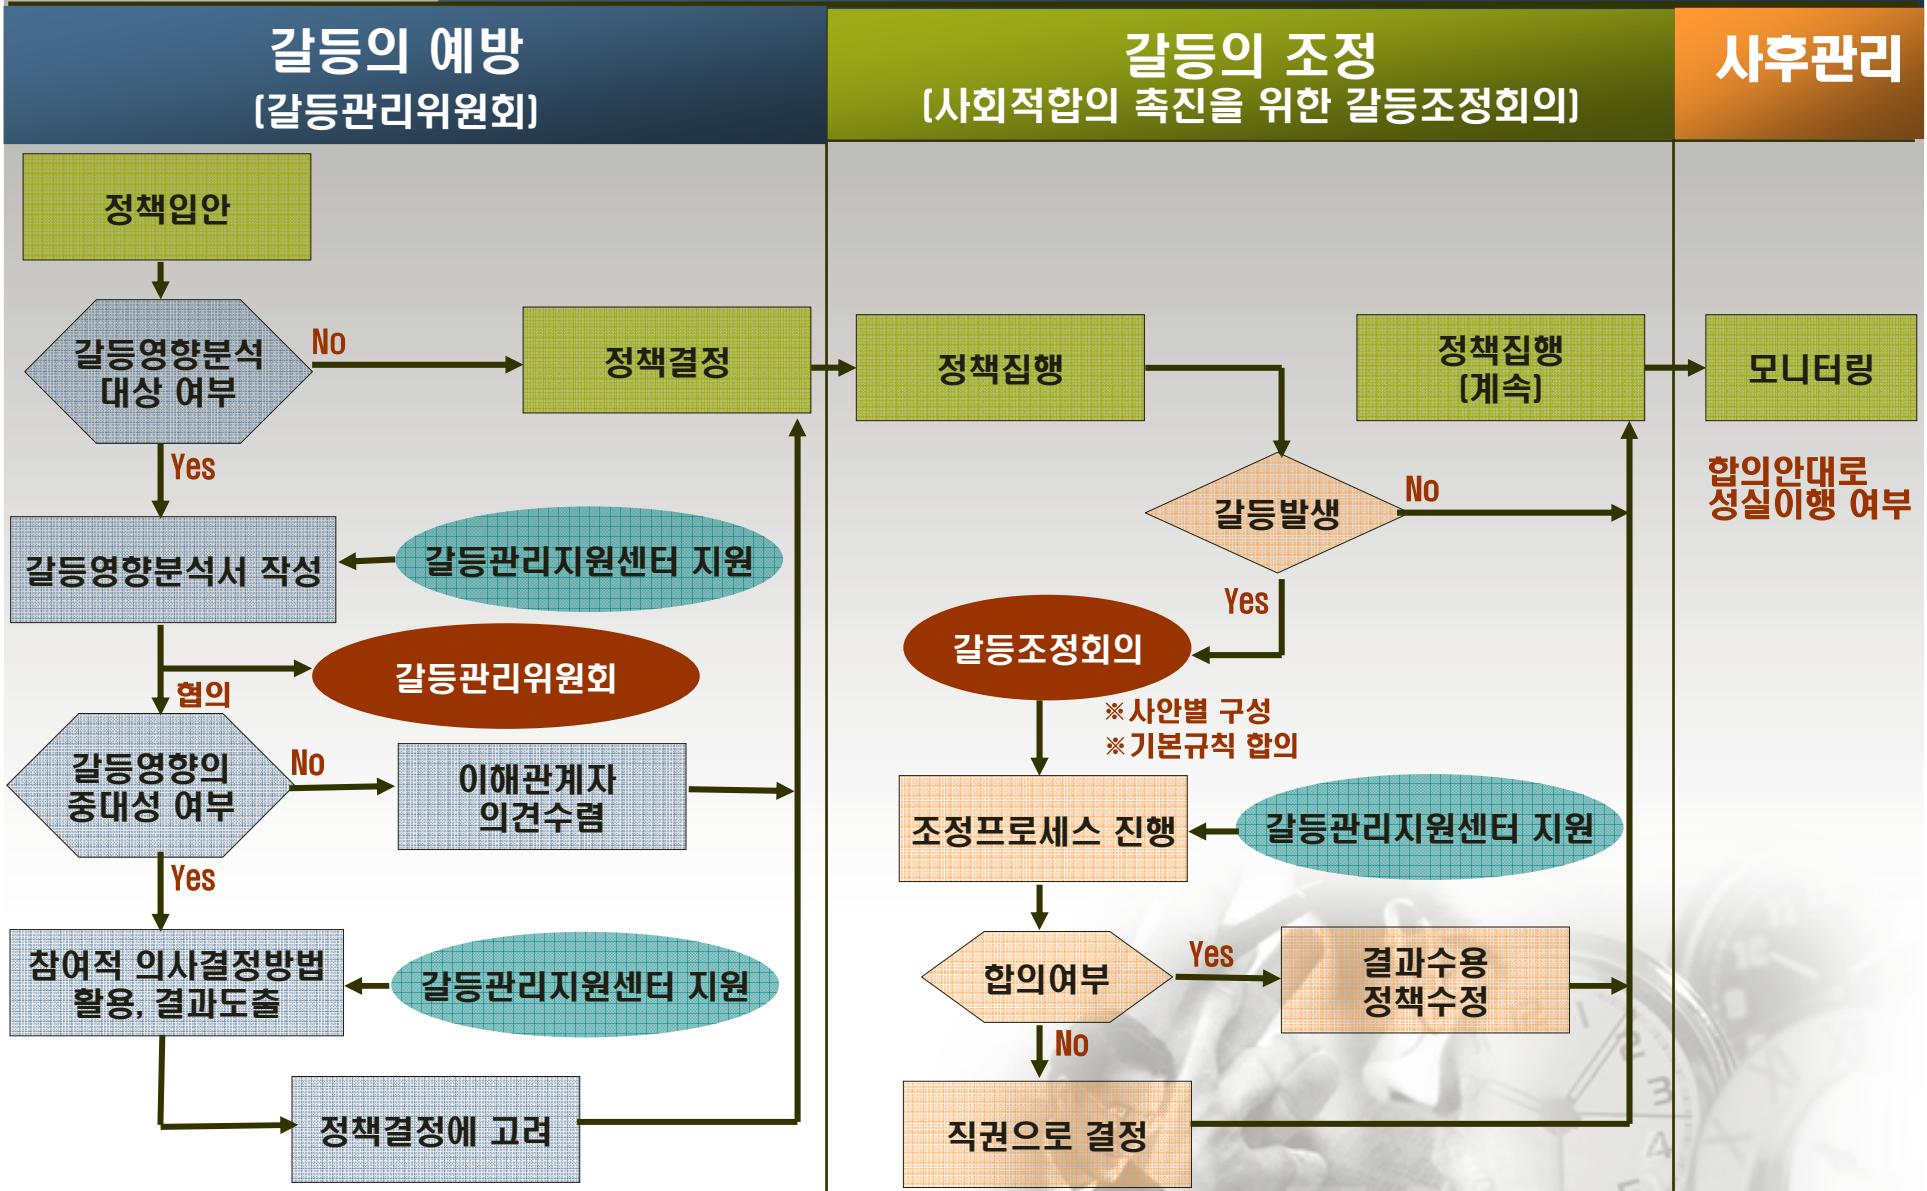 갈등의 예방
(갈등관리위원회)
갈등의 조정
(사회적합의 촉진을 위한 갈등조정회의)
사후관리
정책입안
갈등영향분석
대상 여부
No
정책결정
Yes
갈등영향분석서 작성
갈등관리지원센터 지원
갈등관리위원회
협의
갈등영향의
중대성 여부
No
이해관계자
의견수렴
Yes
참여적 의사결정방법
활용, 결과도출
갈등관리지원센터 지원
정책결정에 고려
정책집행
갈등발생
No
Yes
갈등조정회의
※사안별 구성
※기본규칙 합의
조정프로세스 진행
갈등관리지원센터 지원
합의여부
Yes
결과수용
정책수정
No
직권으로 결정
정책집행
(계속)
모니터링
합의안대로
성실이행 여부